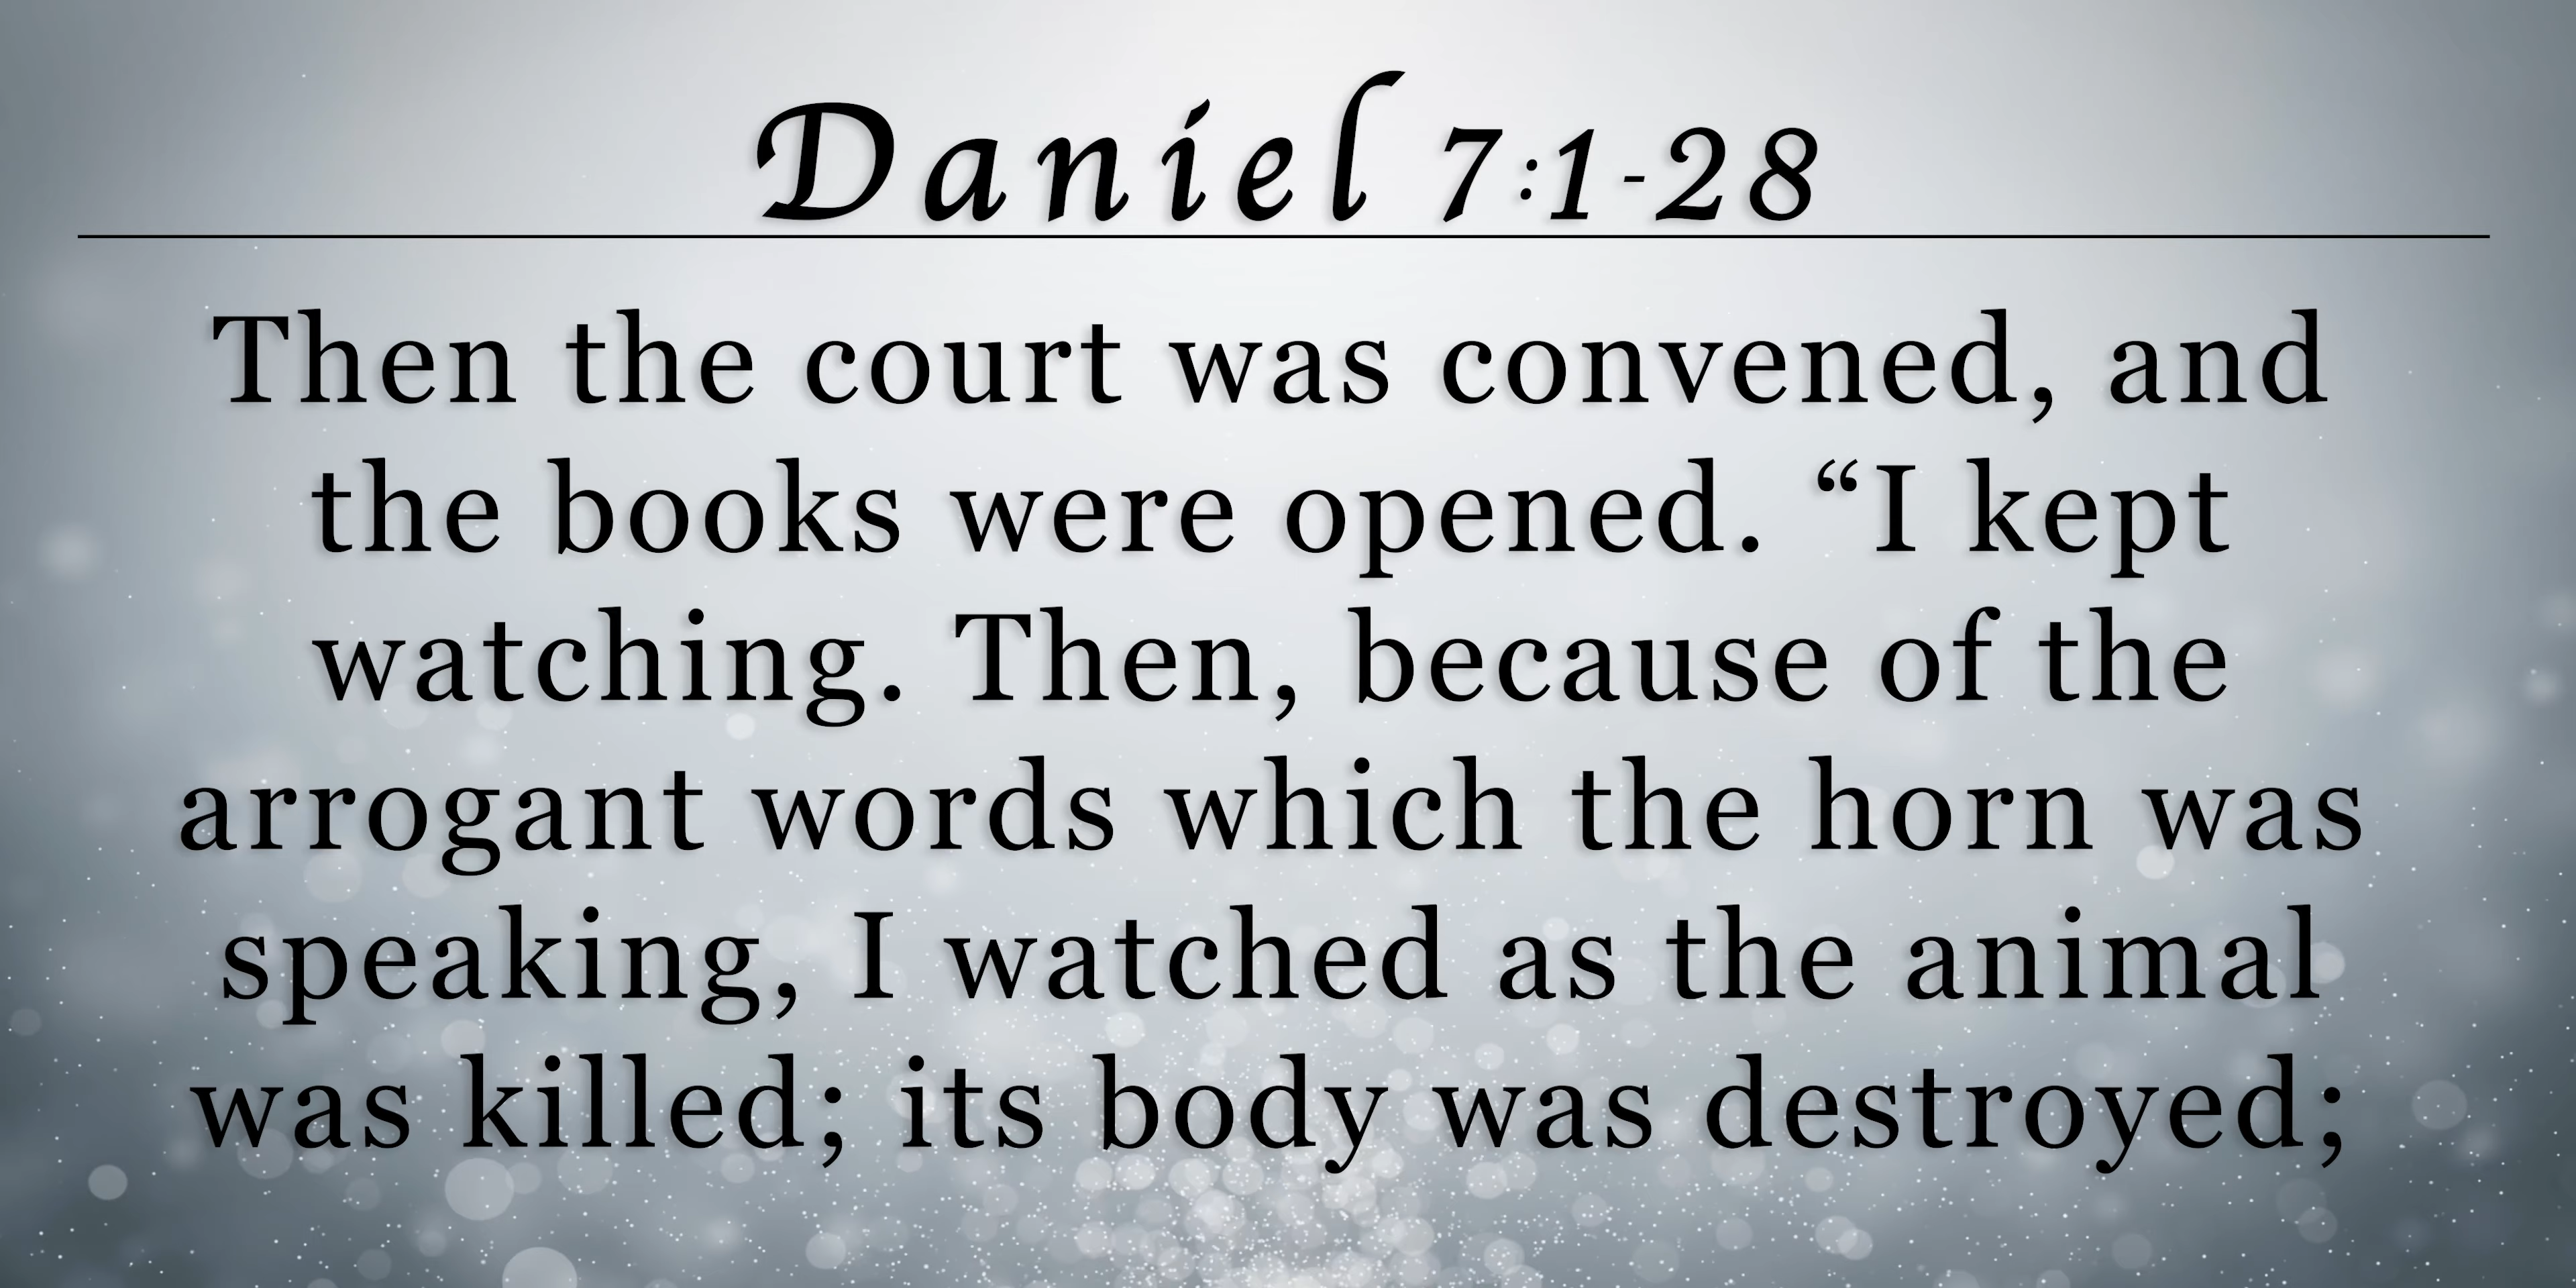 Daniel 7:1-28
Then the court was convened, and
the books were opened. “I kept
watching. Then, because of the
arrogant words which the horn was
speaking, I watched as the animal
was killed; its body was destroyed;